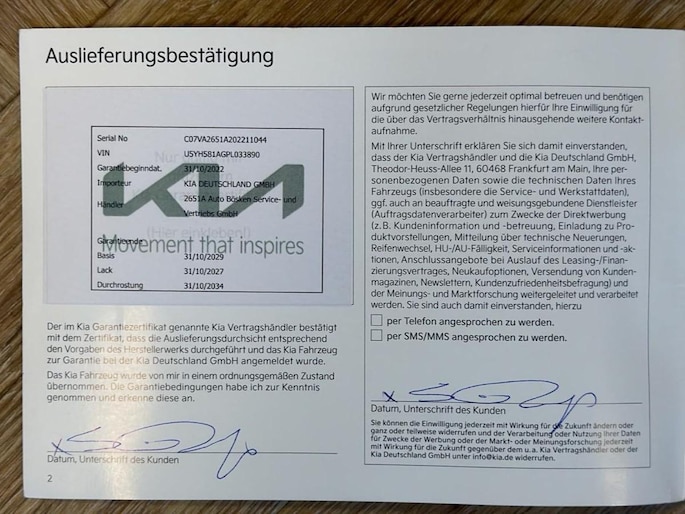 Auslieferungsbestätigung
Serial No C07VA2651A202211044
VIN U5YH581AGPL033890
Garantiebeginndat. 31/10/2022
Importeur KIA DEUTSCHLAND GMBH
Händler 2651A Auto Bösken Service- und
Vertriebs GmbH
KIA
(Hier einkleben)
Garantieende
Movement that inspires
Basis 31/10/2029
Lack 31/10/2027
Durchrostung 31/10/2034
Der im Kia Garantiezertifikat genannte Kia Vertragshändler bestätigt
mit dem Zertifikat, dass die Auslieferungsdurchsicht entsprechend
den Vorgaben des Herstellerwerks durchgeführt und das Kia Fahrzeug
zur Garantie bei der Kia Deutschland GmbH angemeldet wurde.
Das Kia Fahrzeug wurde von mir in einem ordnungsgemäßen Zustand
übernommen. Die Garantiebedingungen habe ich zur Kenntnis
genommen und erkenne diese an.
x
Datum, Unterschrift des Kunden
2
Wir möchten Sie gerne jederzeit optimal betreuen und benötigen
aufgrund gesetzlicher Regelungen hierfür Ihre Einwilligung für
die über das Vertragsverhältnis hinausgehende weitere Kontakt-
aufnahme.
Mit Ihrer Unterschrift erklären Sie sich damit einverstanden,
dass der Kia Vertragshändler und die Kia Deutschland GmbH,
Theodor-Heuss-Allee 11, 60468 Frankfurt am Main, Ihre per-
sonenbezogenen Daten sowie die technischen Daten Ihres
Fahrzeugs (insbesondere die Service- und Werkstattdaten),
ggf. auch an beauftragte und weisungsgebundene Dienstleister
(Auftragsdatenverarbeiter) zum Zwecke der Direktwerbung
(z.B. Kundeninformation und -betreuung, Einladung zu Pro-
duktvorstellungen, Mitteilung über technische Neuerungen,
Reifenwechsel, HU-/AU-Fälligkeit, Serviceinformationen und -ak-
tionen, Anschlussangebote bei Auslauf des Leasing-/Finan-
zierungsvertrages, Neukaufoptionen, Versendung von Kunden-
magazinen, Newslettern, Kundenzufriedenheitsbefragung) und
der Meinungs- und Marktforschung weitergeleitet und verarbeitet
werden. Sie sind auch damit einverstanden, hierzu
per Telefon angesprochen zu werden.
per SMS/MMS angesprochen zu werden.
x
Datum, Unterschrift des Kunden
Sie können die Einwilligung jederzeit mit Wirkung für die Zukunft ändern oder
ganz oder teilweise widerrufen und der Verarbeitung oder Nutzung Ihrer Daten
für Zwecke der Werbung oder der Markt- oder Meinungsforschung jederzeit
mit Wirkung für die Zukunft gegenüber dem u.a. Kia Vertragshändler oder der
Kia Deutschland GmbH unter info@kia.de widerrufen.